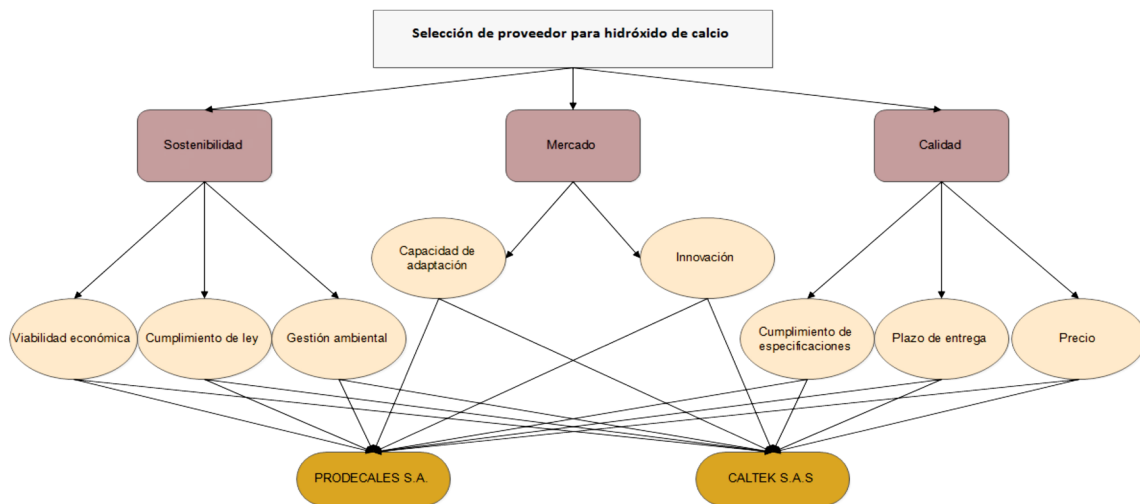 Selección de proveedor para hidróxido de calcio
Sostenibilidad
Mercado
Calidad
Capacidad de
adaptación
Innovación
Viabilidad económica
Cumplimiento de ley
Gestión ambiental
Cumplimiento de
especificaciones
Plazo de entrega
Precio
PRODECALES S.A.
CALTEK S.A.S